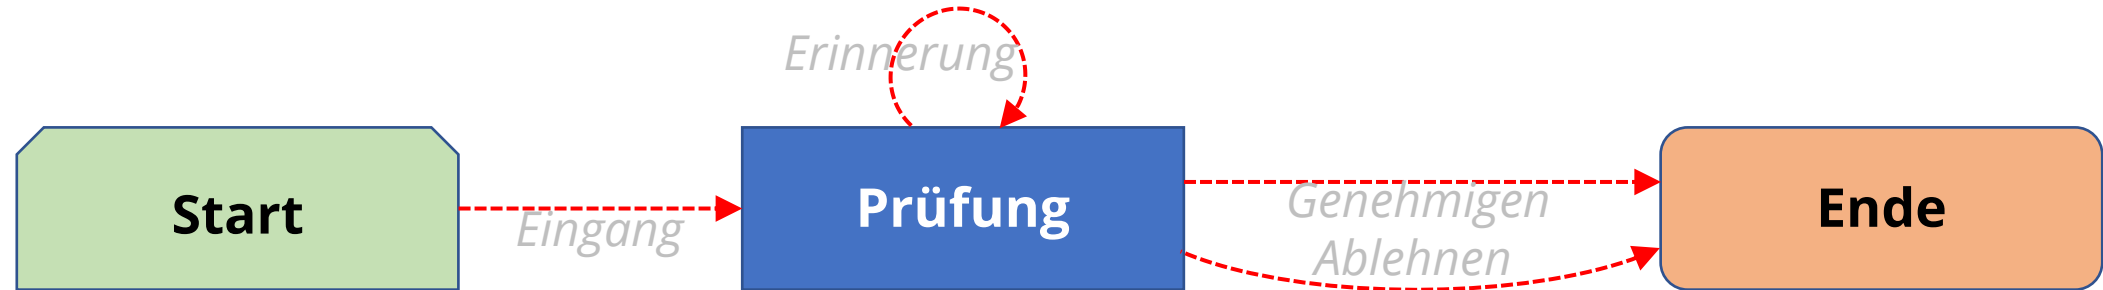 Erinnerung
Start
Eingang
Prüfung
Genehmigen
Ablehnen
Ende